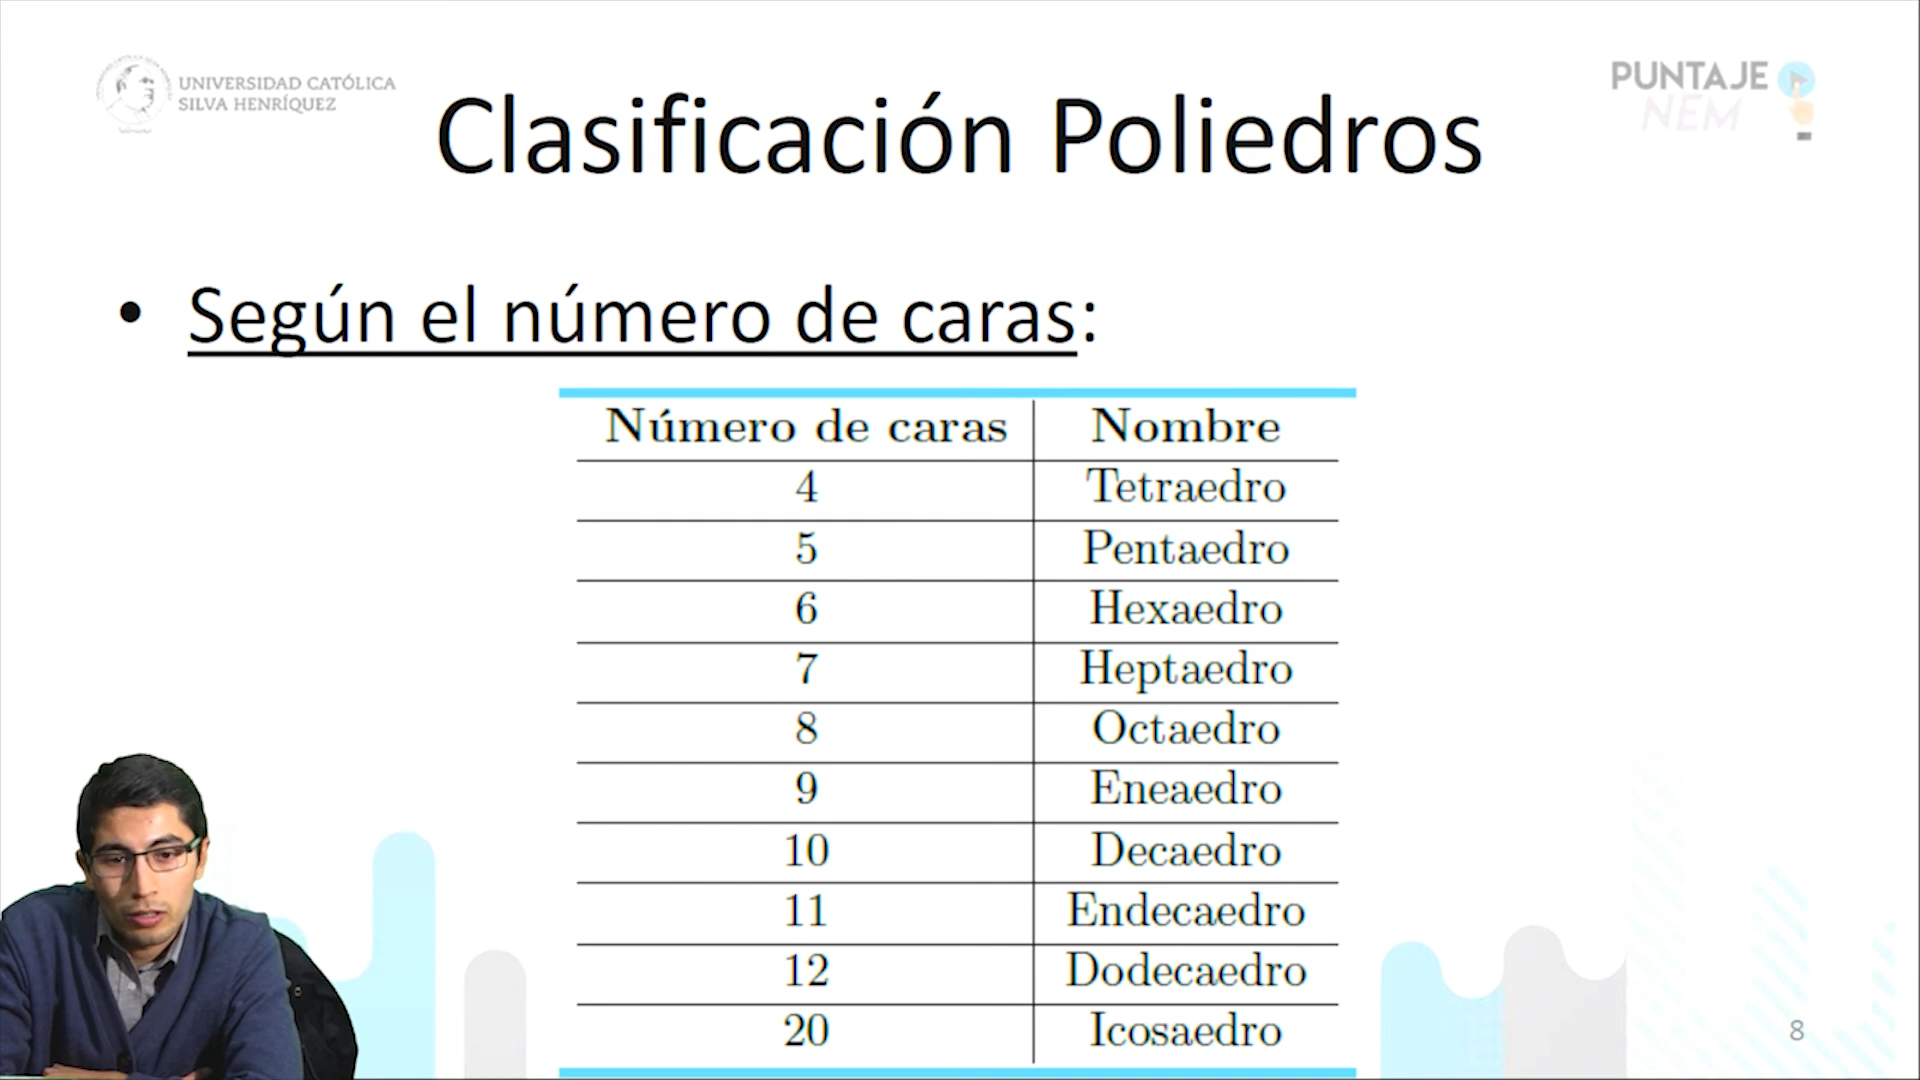 UNIVERSIDAD CATÓLICA
SILVA HENRÍQUEZ
PUNTAJE
NEM
Clasificación Poliedros
• Según el número de caras:
Número de caras Nombre
4 Tetraedro
5 Pentaedro
6 Hexaedro
7 Heptaedro
8 Octaedro
9 Eneaedro
10 Decaedro
11 Endecaedro
12 Dodecaedro
20 Icosaedro
8